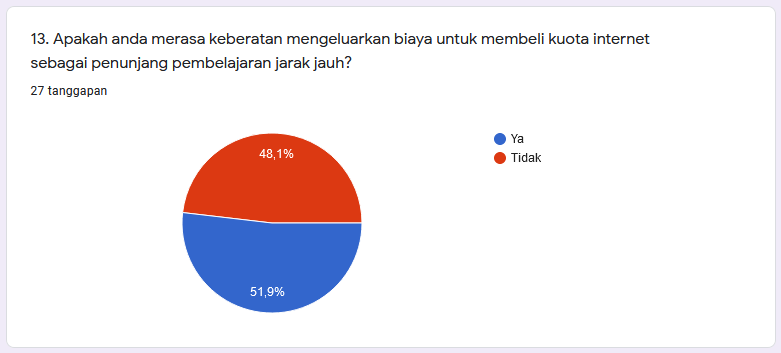 13. Apakah anda merasa keberatan mengeluarkan biaya untuk membeli kuota internet
sebagai penunjang pembelajaran jarak jauh?
27 tanggapan
Ya
Tidak
48,1%
51,9%